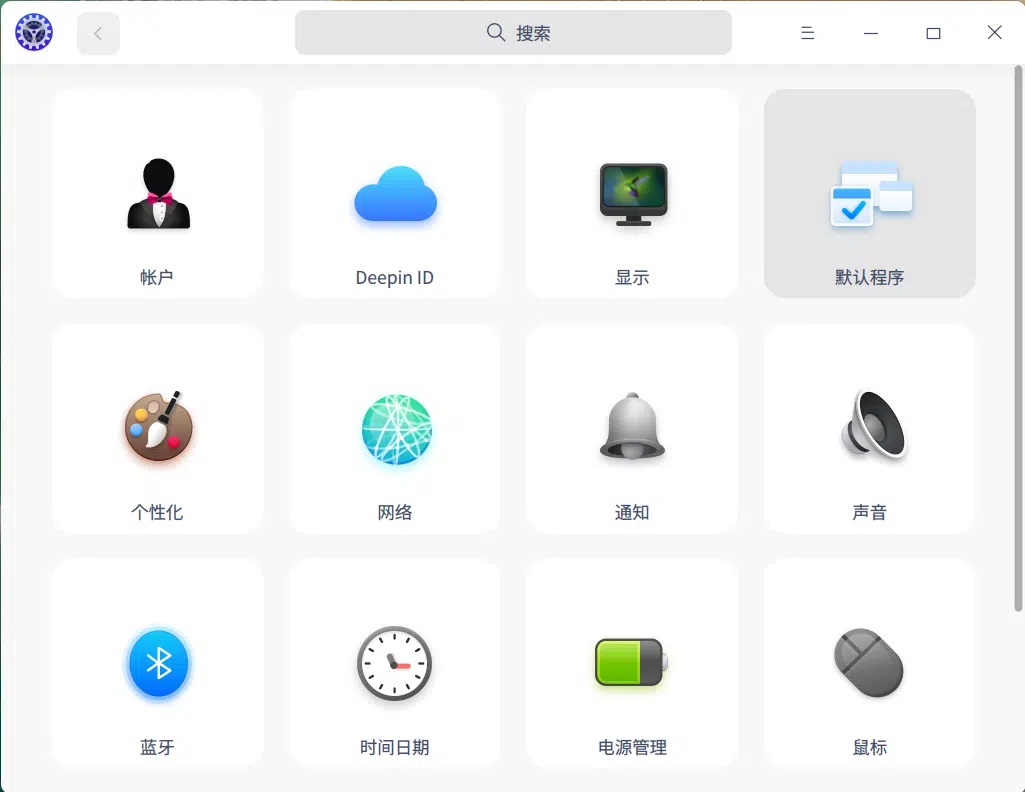 搜索
帐户
Deepin ID
显示
默认程序
个性化
网络
通知
声音
蓝牙
时间日期
电源管理
鼠标